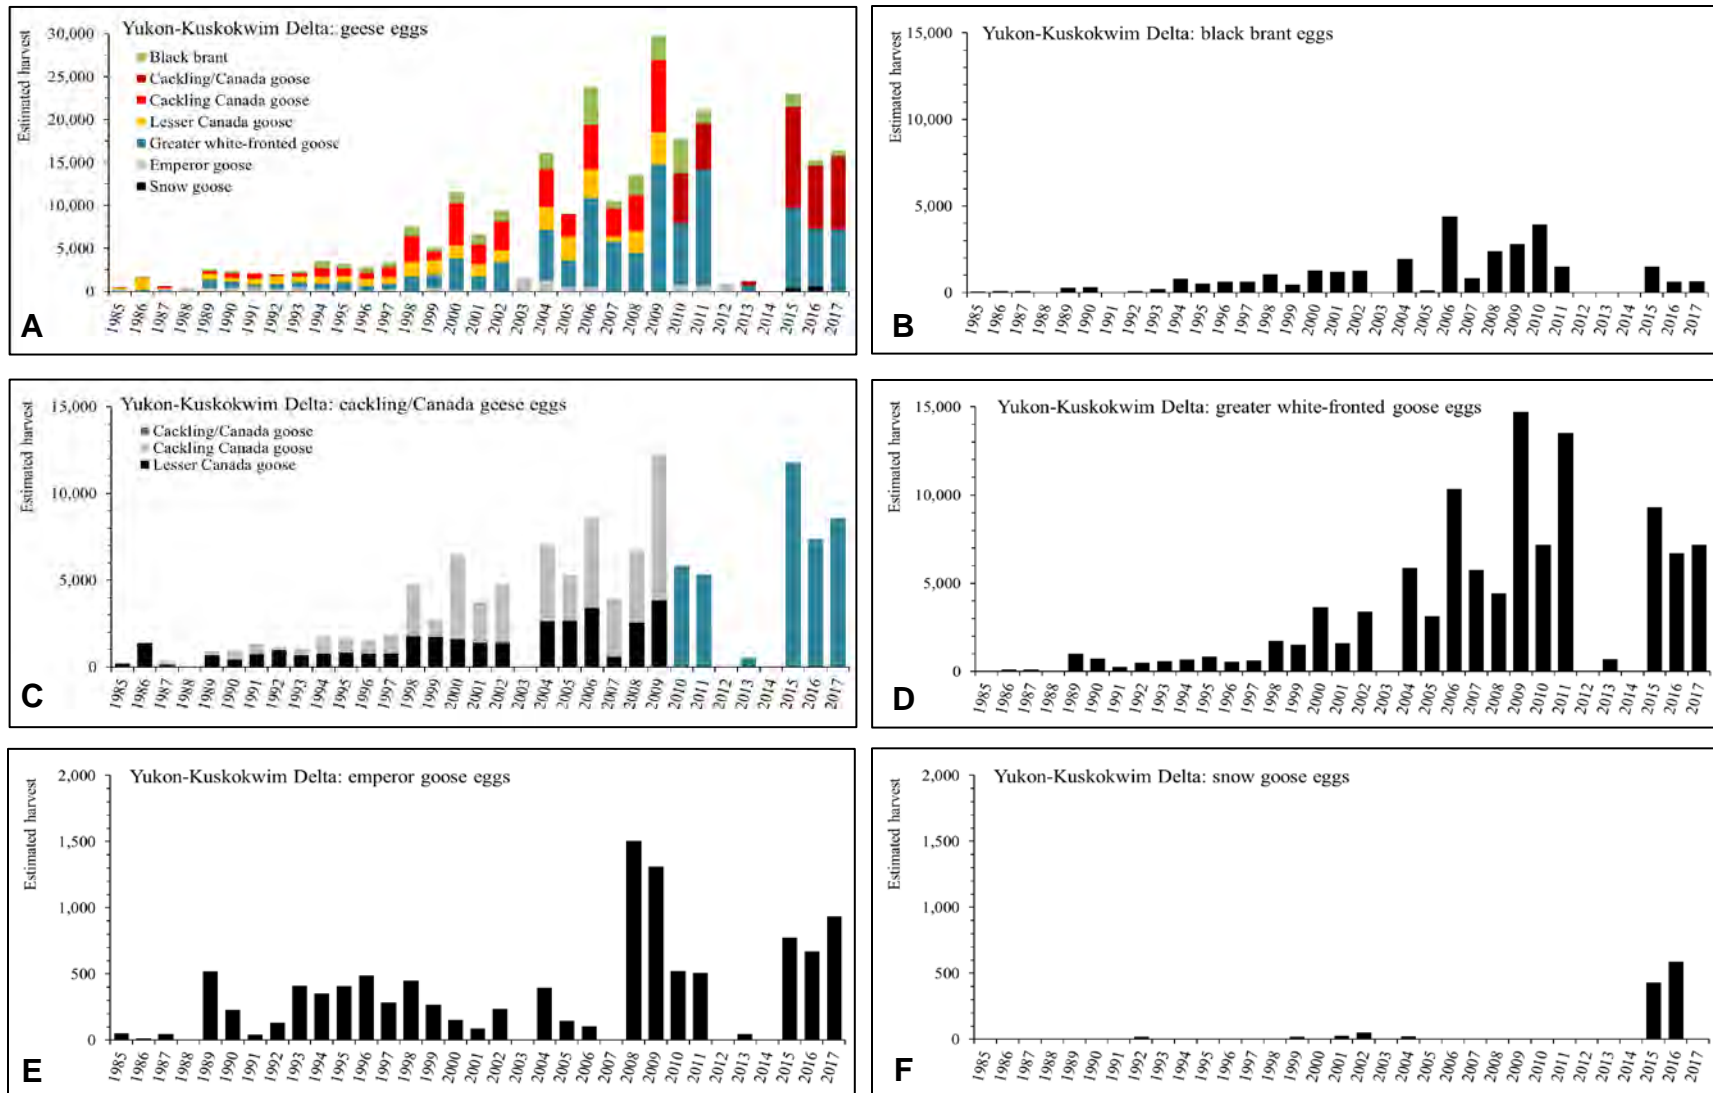 Yukon-Kuskokwim Delta: geese eggs
Estimated harvest
30,000
25,000
20,000
15,000
10,000
5,000
0
Black brant
Cackling/Canada goose
Cackling Canada goose
Lesser Canada goose
Greater white-fronted goose
Emperor goose
Snow goose
1985 1986 1987 1988 1989 1990 1991 1992 1993 1994 1995 1996 1997 1998 1999 2000 2001 2002 2003 2004 2005 2006 2007 2008 2009 2010 2011 2012 2013 2014 2015 2016 2017
A
Yukon-Kuskokwim Delta: black brant eggs
Estimated harvest
15,000
10,000
5,000
0
1985 1986 1987 1988 1989 1990 1991 1992 1993 1994 1995 1996 1997 1998 1999 2000 2001 2002 2003 2004 2005 2006 2007 2008 2009 2010 2011 2012 2013 2014 2015 2016 2017
B
Yukon-Kuskokwim Delta: cackling/Canada geese eggs
Estimated harvest
15,000
10,000
5,000
0
Cackling/Canada goose
Cackling Canada goose
Lesser Canada goose
1985 1986 1987 1988 1989 1990 1991 1992 1993 1994 1995 1996 1997 1998 1999 2000 2001 2002 2003 2004 2005 2006 2007 2008 2009 2010 2011 2012 2013 2014 2015 2016 2017
C
Yukon-Kuskokwim Delta: greater white-fronted goose eggs
Estimated harvest
15,000
10,000
5,000
0
1985 1986 1987 1988 1989 1990 1991 1992 1993 1994 1995 1996 1997 1998 1999 2000 2001 2002 2003 2004 2005 2006 2007 2008 2009 2010 2011 2012 2013 2014 2015 2016 2017
D
Yukon-Kuskokwim Delta: emperor goose eggs
Estimated harvest
2,000
1,500
1,000
500
0
1985 1986 1987 1988 1989 1990 1991 1992 1993 1994 1995 1996 1997 1998 1999 2000 2001 2002 2003 2004 2005 2006 2007 2008 2009 2010 2011 2012 2013 2014 2015 2016 2017
E
Yukon-Kuskokwim Delta: snow goose eggs
Estimated harvest
2,000
1,500
1,000
500
0
1985 1986 1987 1988 1989 1990 1991 1992 1993 1994 1995 1996 1997 1998 1999 2000 2001 2002 2003 2004 2005 2006 2007 2008 2009 2010 2011 2012 2013 2014 2015 2016 2017
F